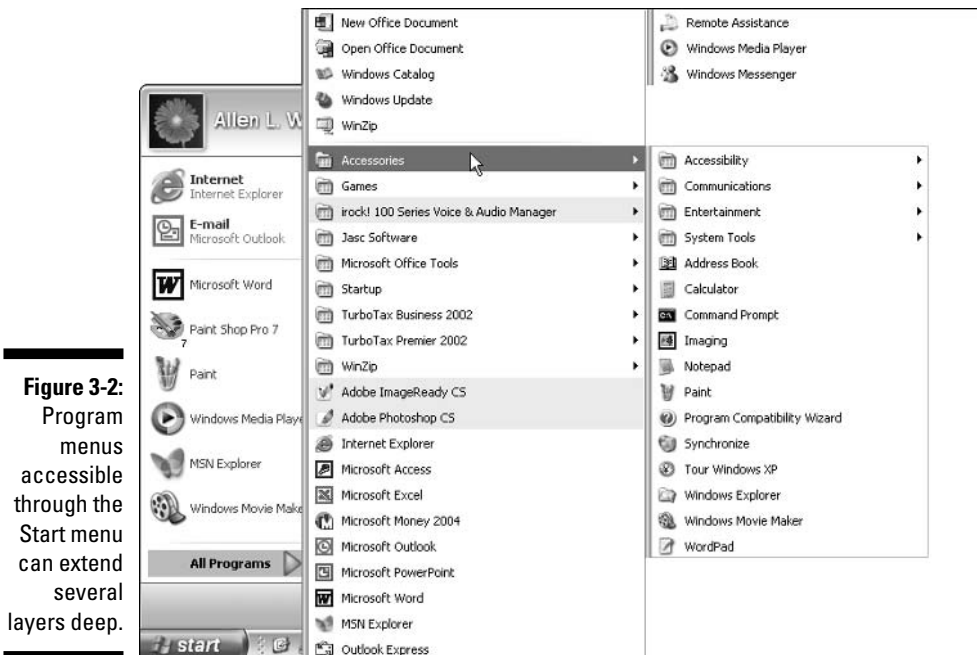 New Office Document
Open Office Document
Windows Catalog
Windows Update
WinZip
Accessories
Games
irock! 100 Series Voice & Audio Manager
Jasc Software
Microsoft Office Tools
Startup
TurboTax Business 2002
TurboTax Premier 2002
WinZip
Adobe ImageReady CS
Adobe Photoshop CS
Internet Explorer
Microsoft Access
Microsoft Excel
Microsoft Money 2004
Microsoft Outlook
Microsoft PowerPoint
Microsoft Word
MSN Explorer
Outlook Express
Remote Assistance
Windows Media Player
Windows Messenger
Accessibility
Communications
Entertainment
System Tools
Address Book
Calculator
Command Prompt
Imaging
Notepad
Paint
Program Compatibility Wizard
Synchronize
Tour Windows XP
Windows Explorer
Windows Movie Maker
WordPad
Allen L. W
Internet
Internet Explorer
E-mail
Microsoft Outlook
Microsoft Word
Paint Shop Pro 7
7
Paint
Windows Media Playe
MSN Explorer
Windows Movie Make
All Programs
start
Figure 3-2:
Program
menus
accessible
through the
Start menu
can extend
several
layers deep.